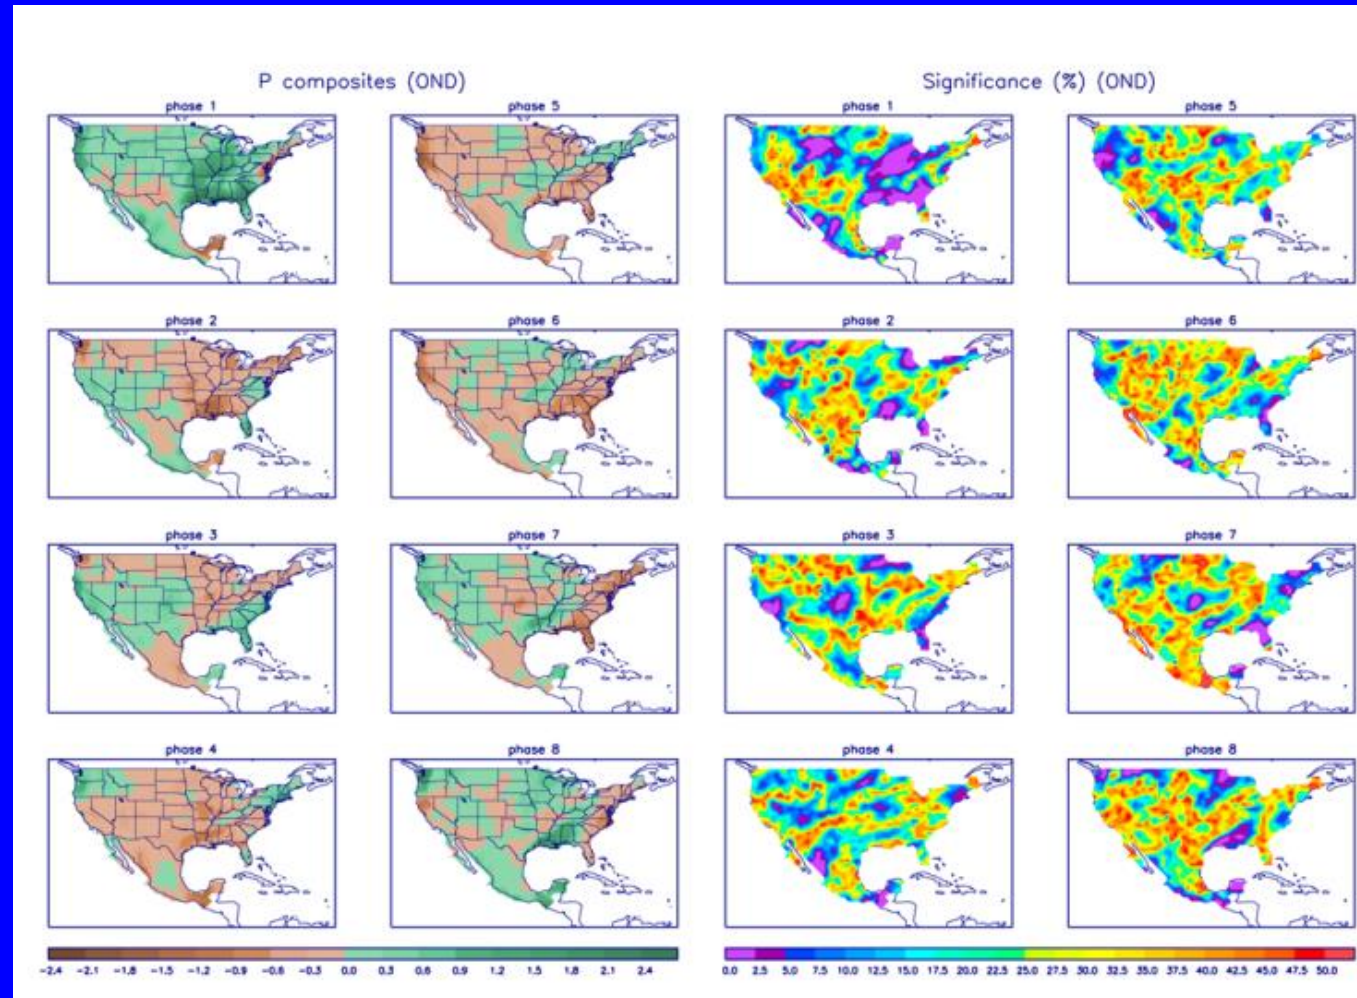 P composites (OND)
Significance (%) (OND)
phase 1
phase 5
phase 1
phase 5
phase 2
phase 6
phase 2
phase 6
phase 3
phase 7
phase 3
phase 7
phase 4
phase 8
phase 4
phase 8
-2.4 -2.1 -1.8 -1.5 -1.2 -0.9 -0.6 -0.3 0.0 0.3 0.6 0.9 1.2 1.5 1.8 2.1 2.4
0.0 2.5 5.0 7.5 10.0 12.5 15.0 17.5 20.0 22.5 25.0 27.5 30.0 32.5 35.0 37.5 40.0 42.5 45.0 47.5 50.0